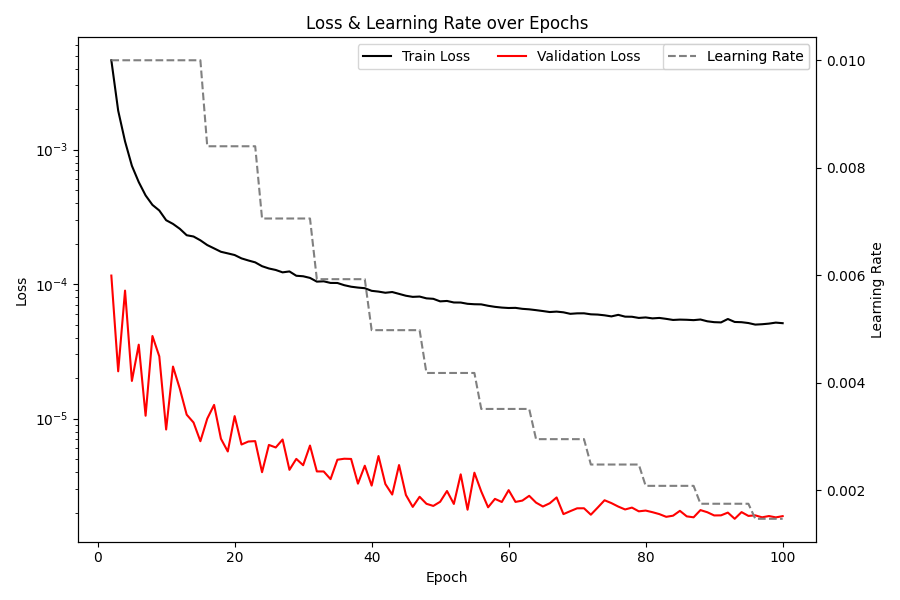 Loss & Learning Rate over Epochs
Train Loss
Validation Loss
Learning Rate
10⁻³
10⁻⁴
10⁻⁵
Loss
0.010
0.008
0.006
0.004
0.002
Learning Rate
0
20
40
60
80
100
Epoch